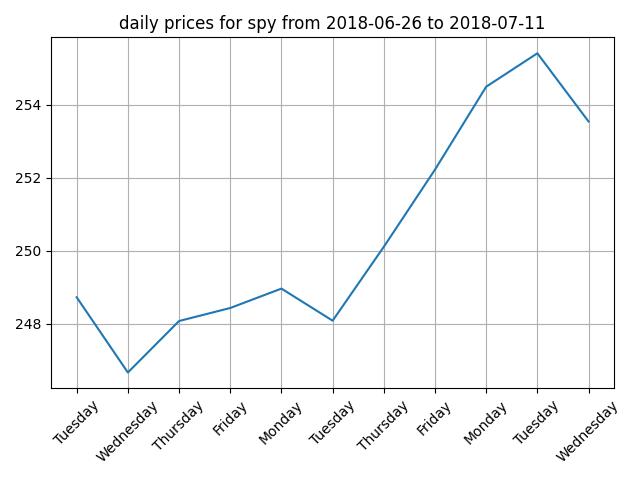 daily prices for spy from 2018-06-26 to 2018-07-11
254
252
250
248
Tuesday
Wednesday
Thursday
Friday
Monday
Tuesday
Thursday
Friday
Monday
Tuesday
Wednesday